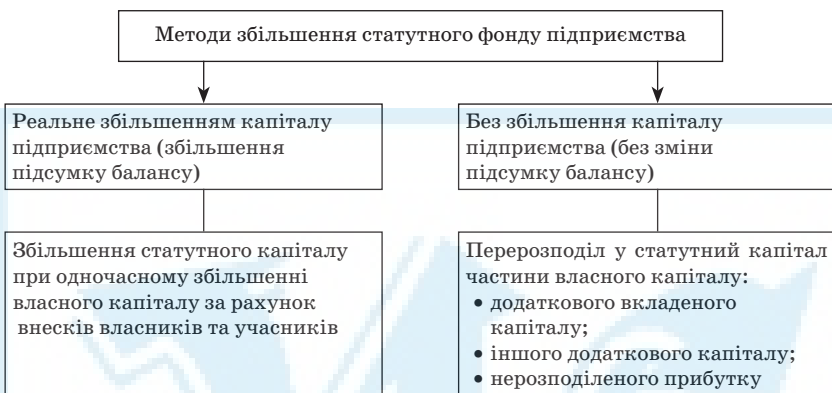 Методи збільшення статутного фонду підприємства
Реальне збільшенням капіталу
підприємства (збільшення
підсумку балансу)
Без збільшення капіталу
підприємства (без зміни
підсумку балансу)
Збільшення статутного капіталу
при одночасному збільшенні
власного капіталу за рахунок
внесків власників та учасників
Перерозподіл у статутний капітал
частини власного капіталу:
• додаткового вкладеного
капіталу;
• іншого додаткового капіталу;
• нерозподіленого прибутку